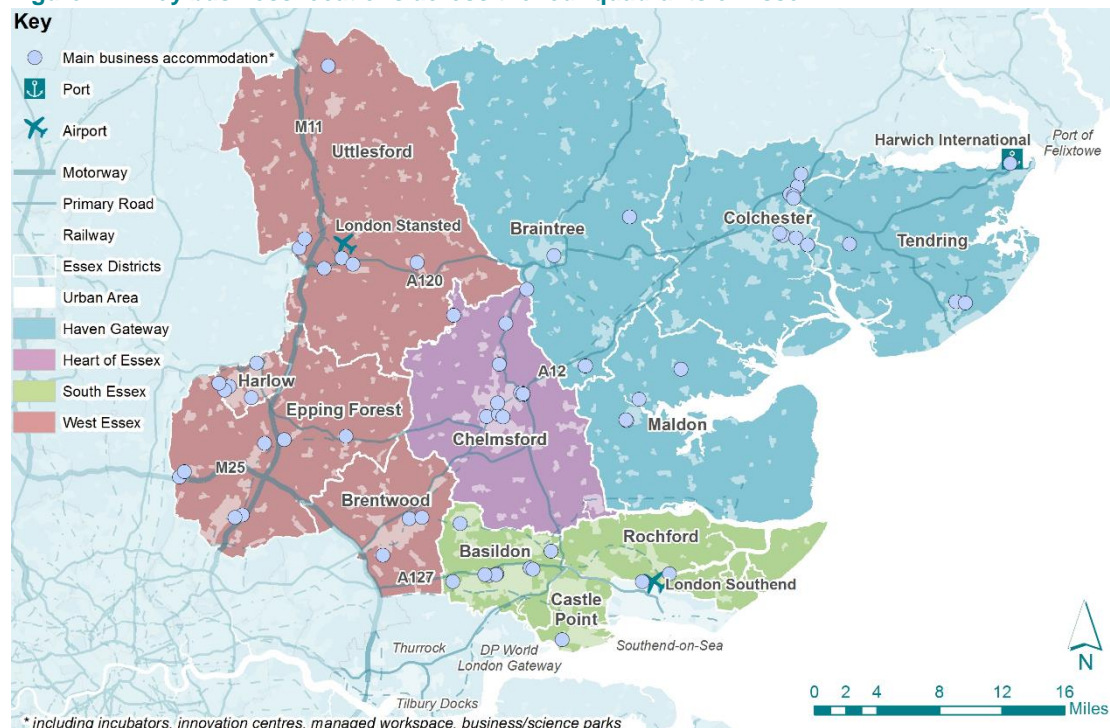 Key
Main business accommodation*
Port
Airport
Motorway
Primary Road
Railway
Essex Districts
Urban Area
Haven Gateway
Heart of Essex
South Essex
West Essex
M11
Uttlesford
London Stansted
A120
Braintree
Colchester
Tendring
Harwich International
Port of
Felixtowe
Harlow
Epping Forest
A12
Chelmsford
Maldon
M25
Brentwood
A127
Basildon
Rochford
London Southend
Castle
Point
Thurrock
DP World
London Gateway
Southend-on-Sea
Tilbury Docks
N
0 2 4 8 12 16
Miles
* including incubators, innovation centres, managed workspace, business/science parks